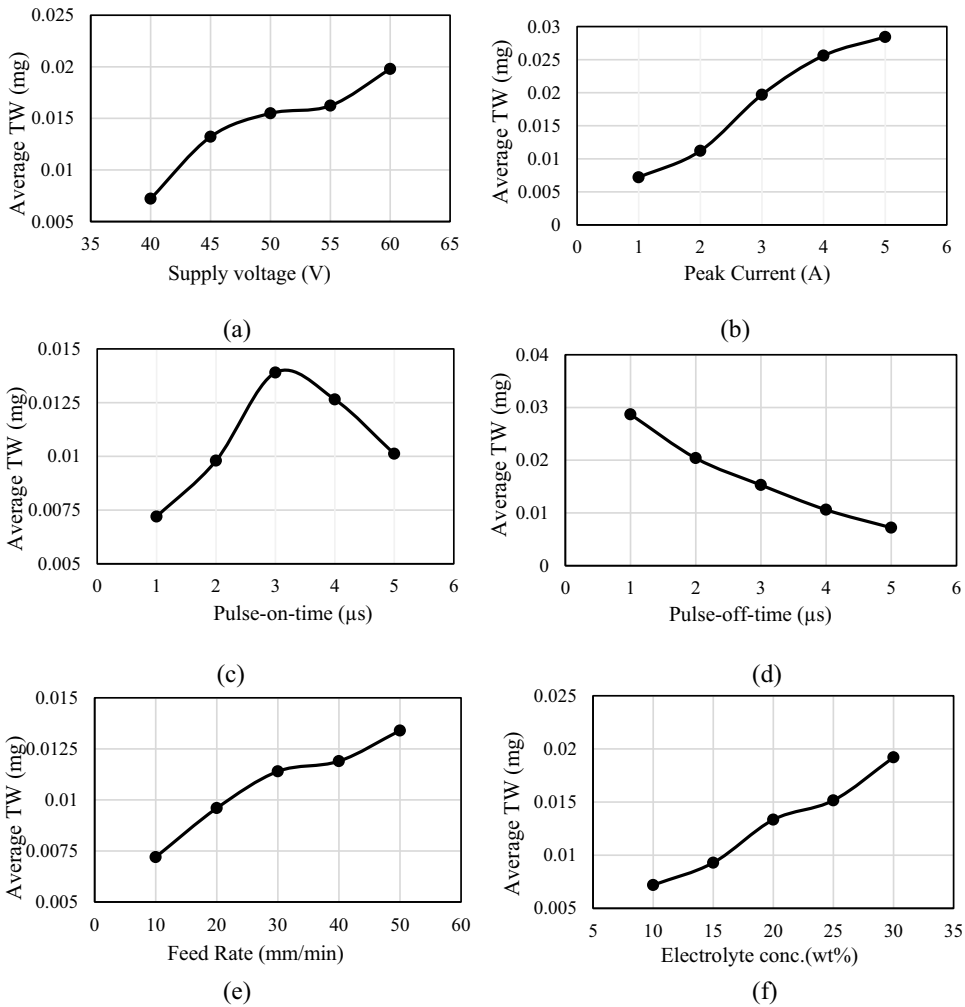 0.025
0.02
0.015
0.01
0.005
35 40 45 50 55 60 65
Average TW (mg)
Supply voltage (V)
(a)
0.03
0.025
0.02
0.015
0.01
0.005
0
0 1 2 3 4 5 6
Average TW (mg)
Peak Current (A)
(b)
0.015
0.0125
0.01
0.0075
0.005
0 1 2 3 4 5 6
Average TW (mg)
Pulse-on-time (µs)
(c)
0.04
0.03
0.02
0.01
0
0 1 2 3 4 5 6
Average TW (mg)
Pulse-off-time (µs)
(d)
0.015
0.0125
0.01
0.0075
0.005
0 10 20 30 40 50 60
Average TW (mg)
Feed Rate (mm/min)
(e)
0.025
0.02
0.015
0.01
0.005
5 10 15 20 25 30 35
Average TW (mg)
Electrolyte conc.(wt%)
(f)